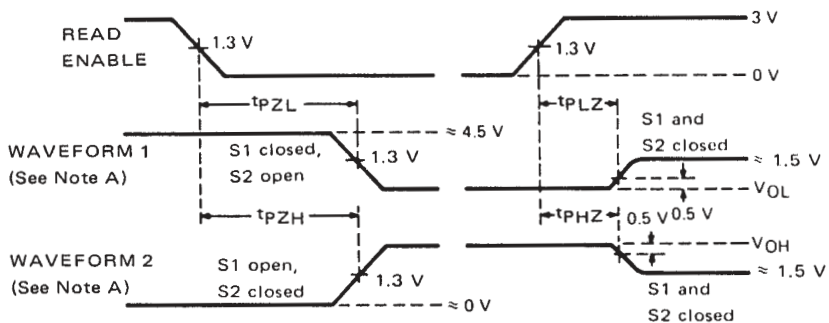 READ
ENABLE
1.3 V
1.3 V
3 V
0 V
tPZL
tPLZ
WAVEFORM 1
(See Note A)
S1 closed,
S2 open
1.3 V
≈ 4.5 V
S1 and
S2 closed
≈ 1.5 V
VOL
0.5 V
tPZH
tPHZ
0.5 V
VOH
WAVEFORM 2
(See Note A)
S1 open,
S2 closed
1.3 V
≈ 0 V
≈ 1.5 V
S1 and
S2 closed